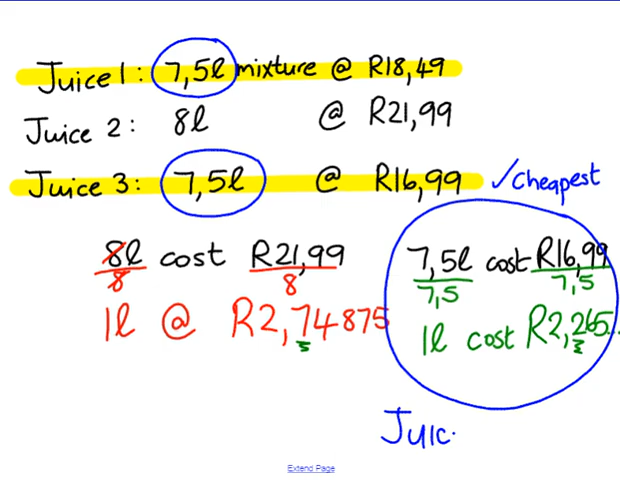 Juice 1: 7,5l mixture @ R18,49
Juice 2: 8l @ R21,99
Juice 3: 7,5l @ R16,99 ✓Cheapest
8l cost R21,99
8 8
1l @ R2,74875
7,5l cost R16,99
7,5 7,5
1l cost R2,265...
Juic.
Extend Page